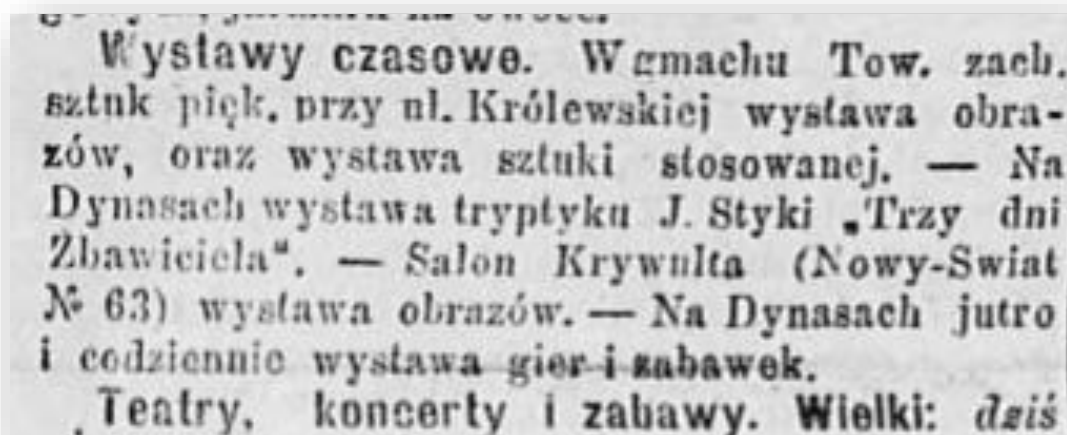 Wystawy czasowe. W gmachu Tow. zach.
sztuk pięk. przy ul. Królewskiej wystawa obra-
zów, oraz wystawa sztuki stosowanej. — Na
Dynasach wystawa tryptyku J. Styki „Trzy dni
Zbawiciela“. — Salon Krywulta (Nowy-Swiat
№ 63) wystawa obrazów. — Na Dynasach jutro
i codziennie wystawa gier i zabawek.
Teatry, koncerty i zabawy. Wielki: dziś